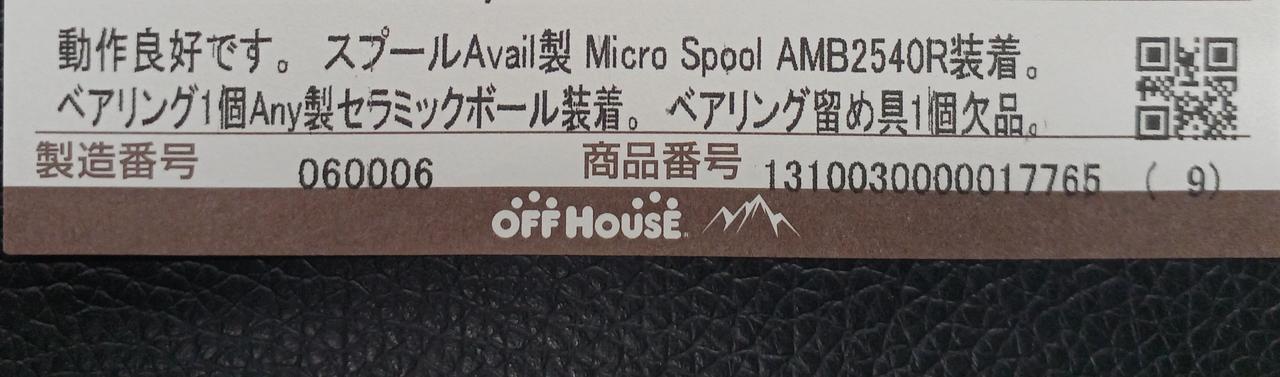 動作良好です。 スプールAvail製 Micro Spool AMB2540R装着。
ベアリング1個Any製セラミックボール装着。 ベアリング留め具1個欠品。
製造番号 060006 商品番号 1310030000017765 ( 9)
OFF HOUSE